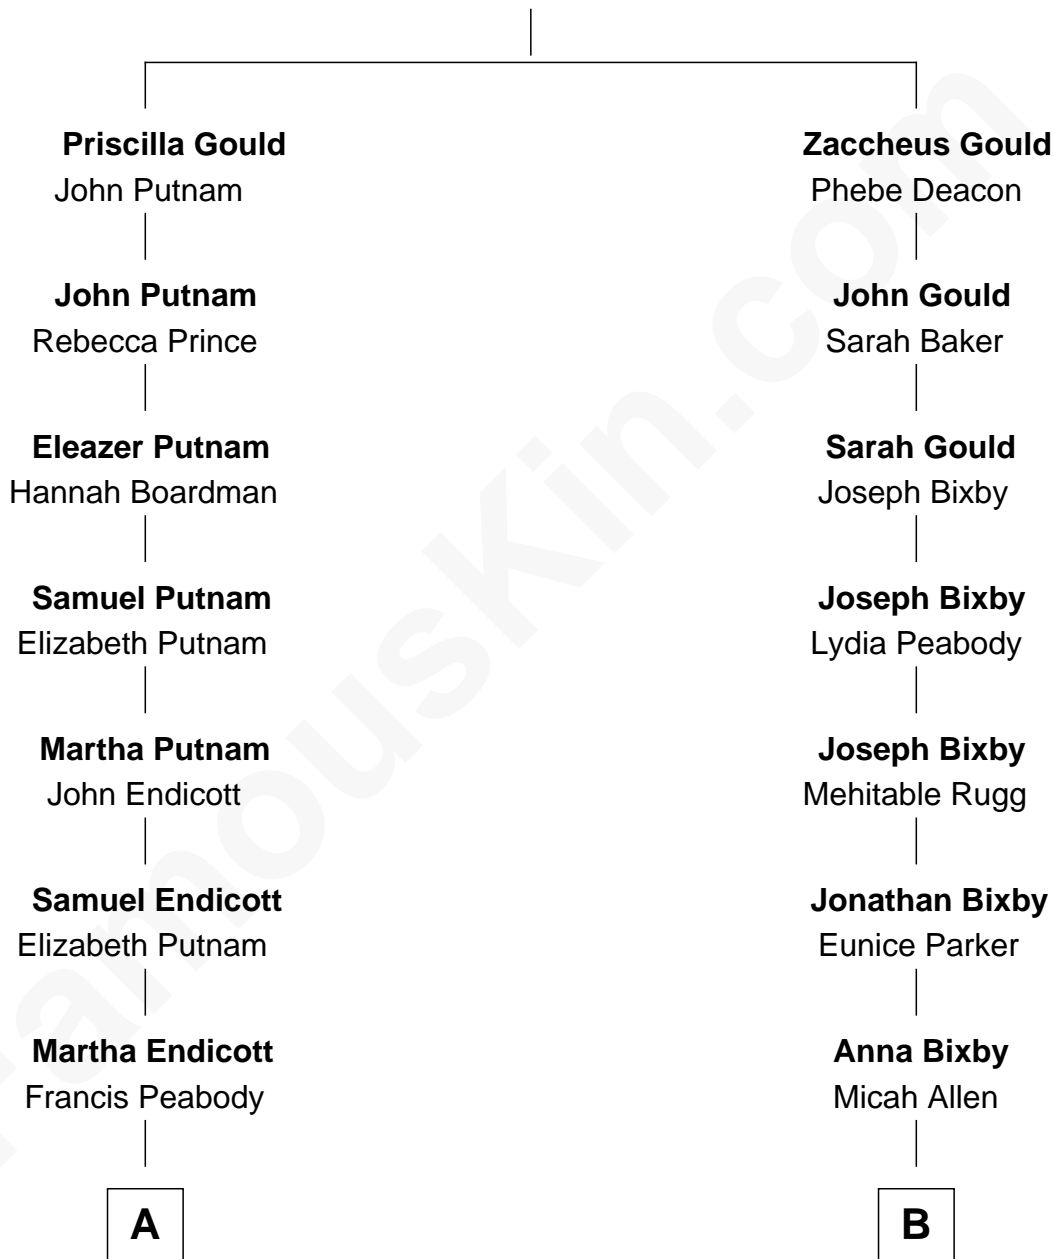 Priscilla Gould
John Putnam
John Putnam
Rebecca Prince
Eleazer Putnam
Hannah Boardman
Samuel Putnam
Elizabeth Putnam
Martha Putnam
John Endicott
Samuel Endicott
Elizabeth Putnam
Martha Endicott
Francis Peabody
A
Zaccheus Gould
Phebe Deacon
John Gould
Sarah Baker
Sarah Gould
Joseph Bixby
Joseph Bixby
Lydia Peabody
Joseph Bixby
Mehitable Rugg
Jonathan Bixby
Eunice Parker
Anna Bixby
Micah Allen
B
FamousKin.com